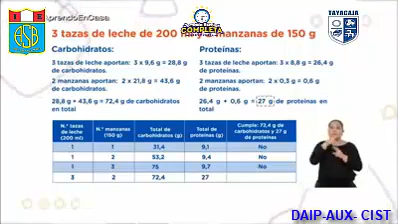 #AprendoEnCasa
COMPLETA
TAYACAJA
ASB
3 tazas de leche de 200 ml y 2 manzanas de 150 g
Carbohidratos:
3 tazas de leche aportan: 3 x 9,6 g = 28,8 g
de carbohidratos.
2 manzanas aportan: 2 x 21,8 g = 43,6 g
de carbohidratos.
28,8 g + 43,6 g = 72,4 g de carbohidratos
en total
Proteínas:
3 tazas de leche aportan: 3 x 8,8 g = 26,4 g
de proteínas.
2 manzanas aportan: 2 x 0,3 g = 0,6 g de
proteínas.
26,4 g + 0,6 g = 27 g de proteínas en
total
N.° tazas de leche (200 ml) N.° manzanas (150 g) Total de carbohidratos (g) Total de proteínas (g) Cumple: 72,4 g de carbohidratos y 27 g de proteínas
1 1 31,4 9,1 No
1 2 53,2 9,4 No
1 3 75 9,7 No
3 2 72,4 27
DAIP-AUX- CIST